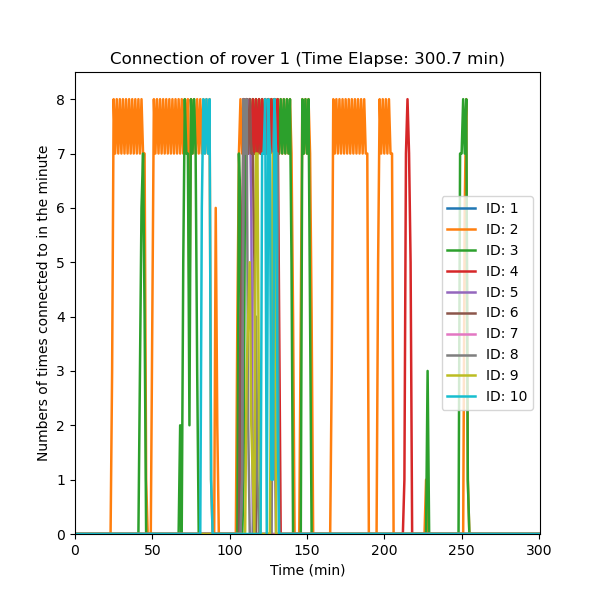 Connection of rover 1 (Time Elapse: 300.7 min)
Numbers of times connected to in the minute
8
7
6
5
4
3
2
1
0
0 50 100 150 200 250 300
Time (min)
ID: 1
ID: 2
ID: 3
ID: 4
ID: 5
ID: 6
ID: 7
ID: 8
ID: 9
ID: 10